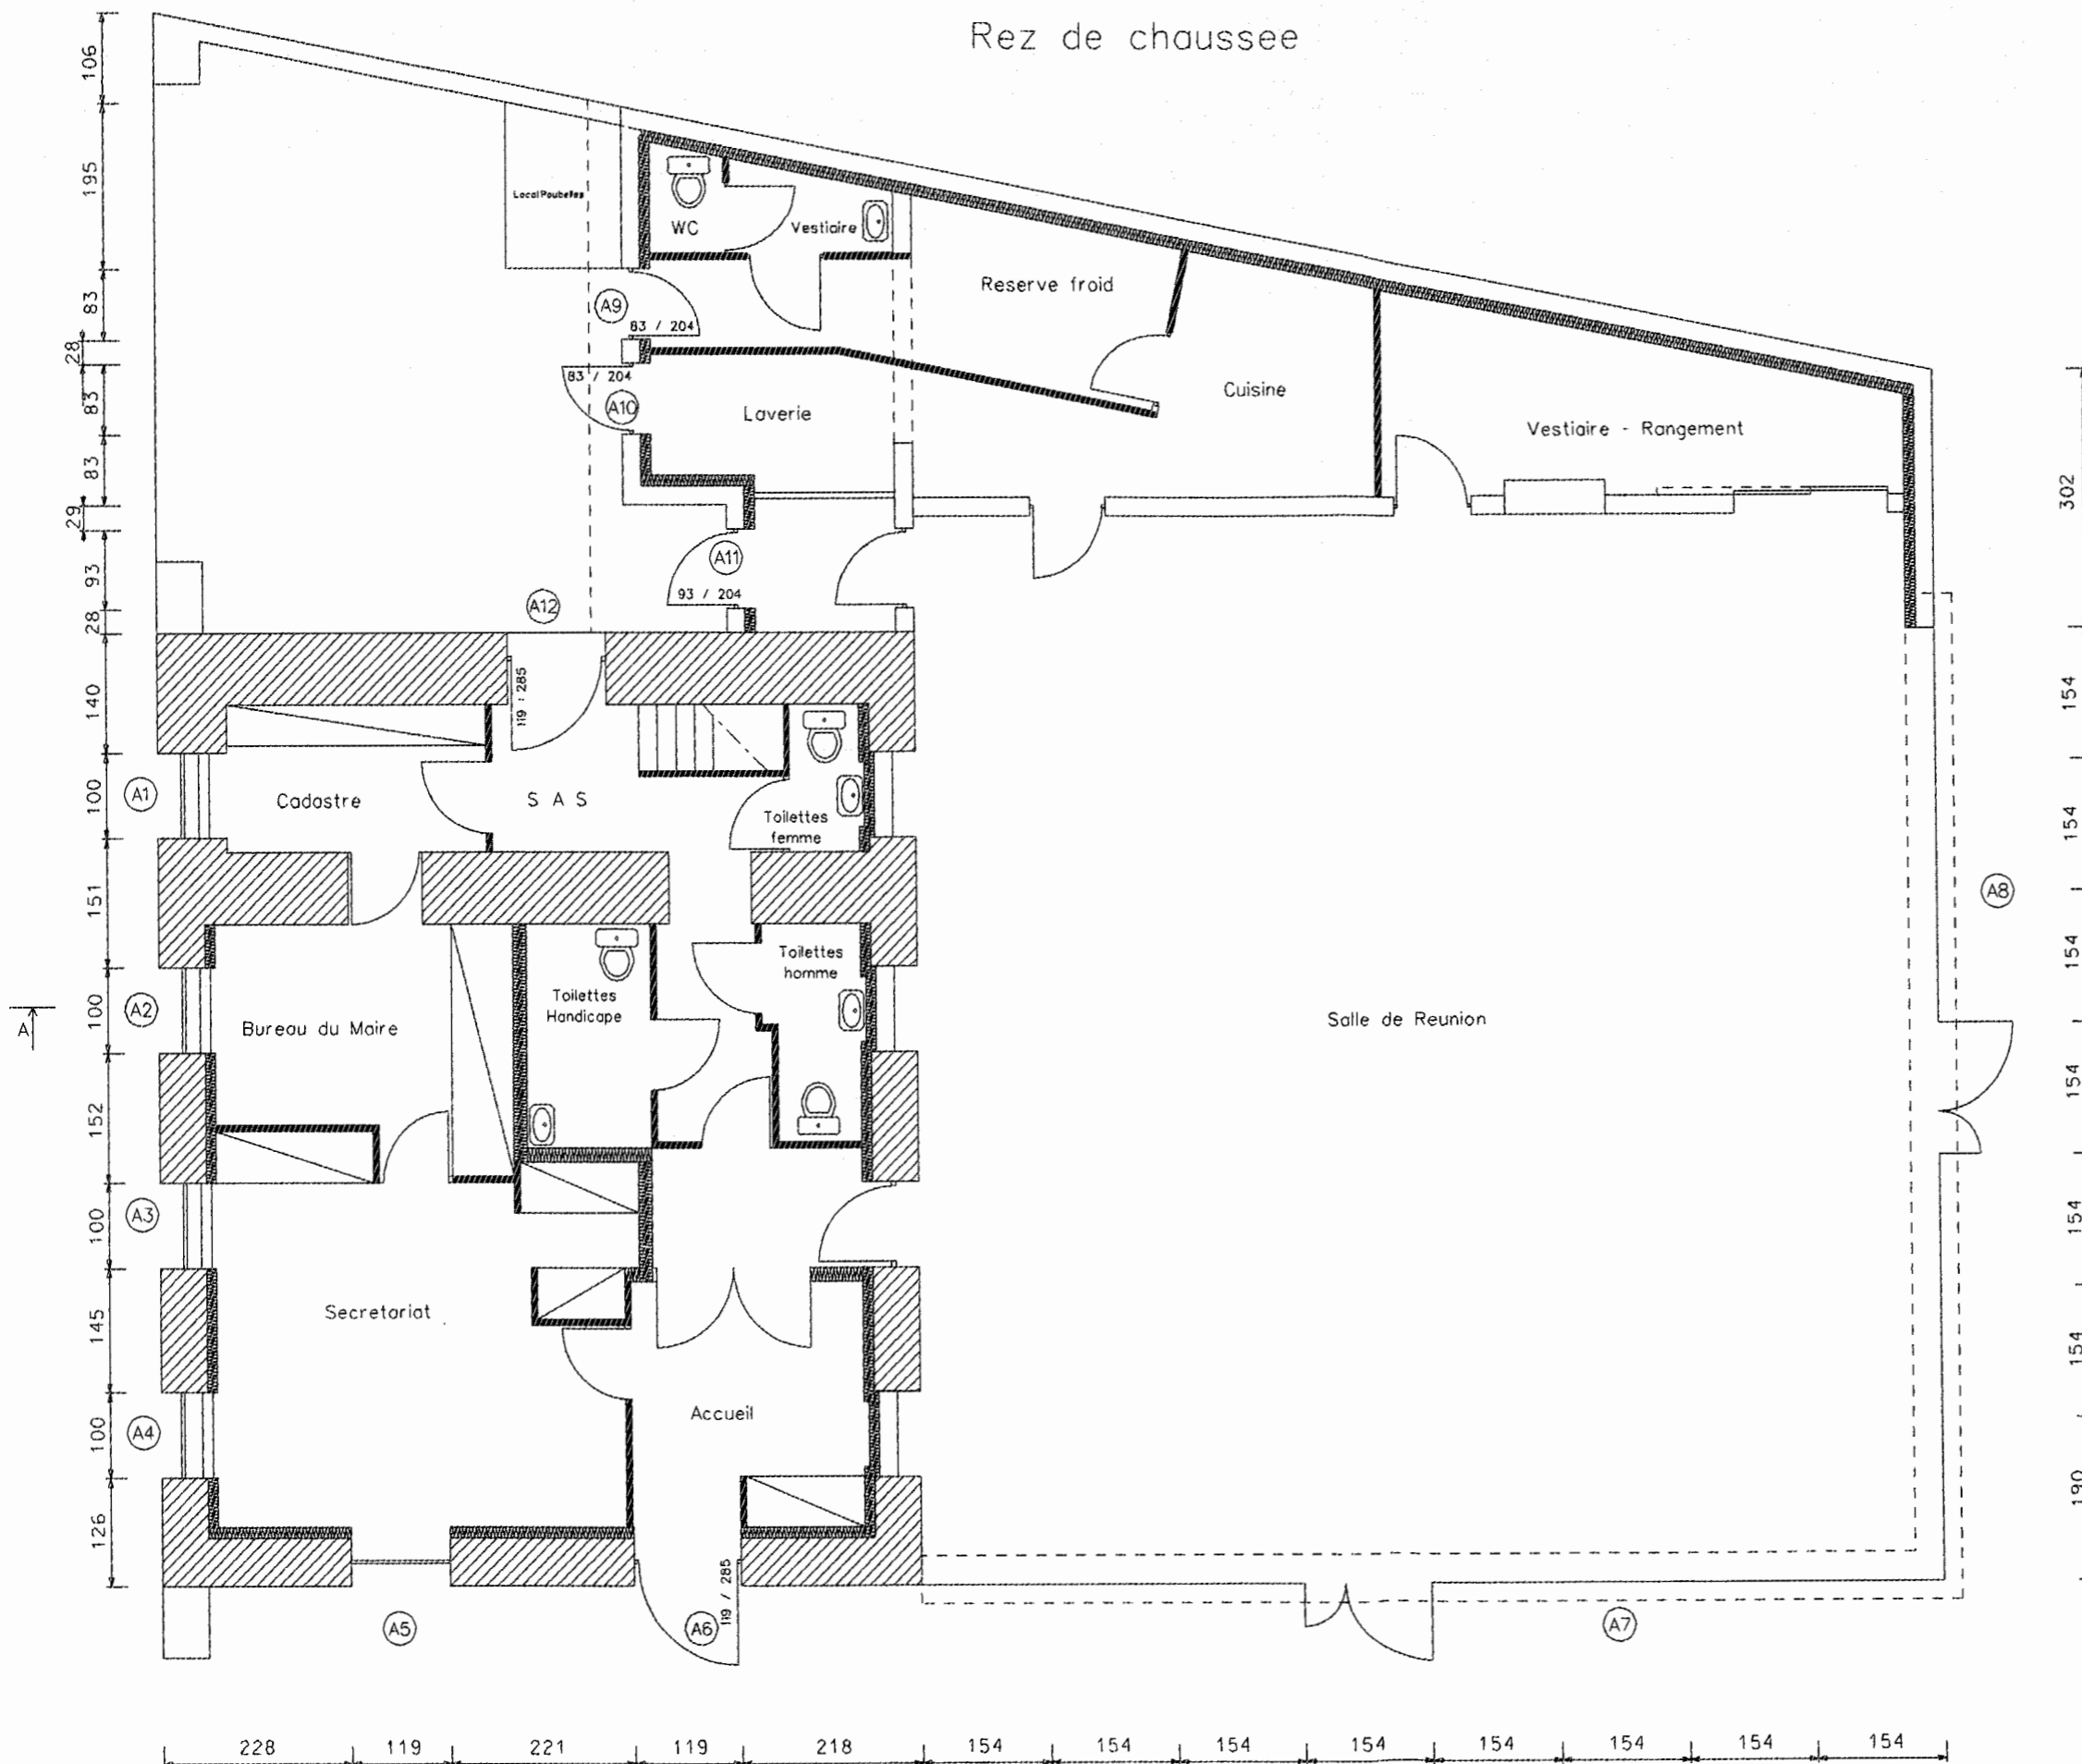 Rez de chaussee
106
195
83
28
83
83
29
93
28
140
100
151
100
152
100
145
100
126
Local Poubelles
WC
Vestiaire
Reserve froid
Cuisine
Vestiaire - Rangement
A9
83 / 204
83 / 204
A10
Laverie
A11
93 / 204
A12
119 : 285
302
154
154
154
154
154
154
190
A1
Cadastre
S A S
Toilettes
femme
A8
A2
A
Bureau du Maire
Toilettes
Handicape
Toilettes
homme
Salle de Reunion
A3
Secretariat
A4
Accueil
A5
A6
119 / 285
A7
228
119
221
119
218
154
154
154
154
154
154
154
154